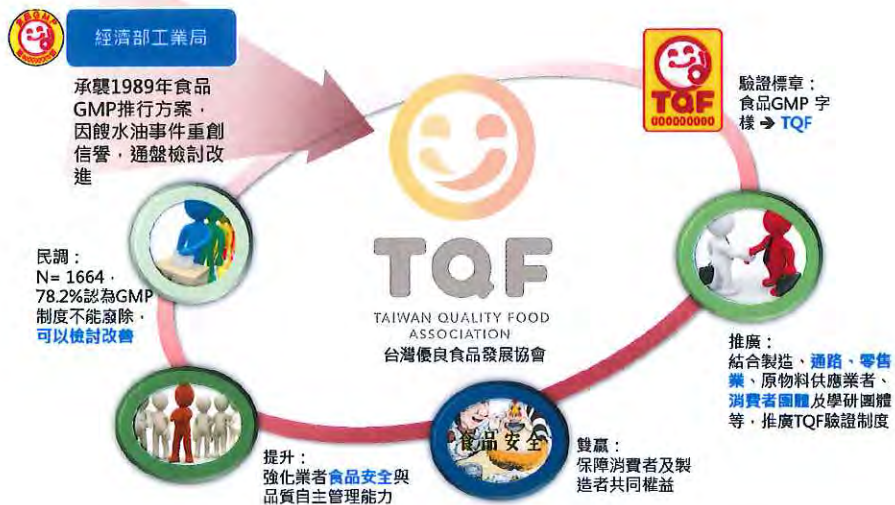 經濟部工業局
承襲1989年食品
GMP推行方案，
因餿水油事件重創
信譽，通盤檢討改
進
TQF
000000000
驗證標章：
食品GMP 字
樣 → TQF
民調：
N= 1664，
78.2%認為GMP
制度不能廢除，
可以檢討改善
TQF
TAIWAN QUALITY FOOD
ASSOCIATION
台灣優良食品發展協會
推廣：
結合製造、通路、零售
業、原物料供應業者、
消費者團體及學研團體
等，推廣TQF驗證制度
食品安全
提升：
強化業者食品安全與
品質自主管理能力
雙贏：
保障消費者及製
造者共同權益